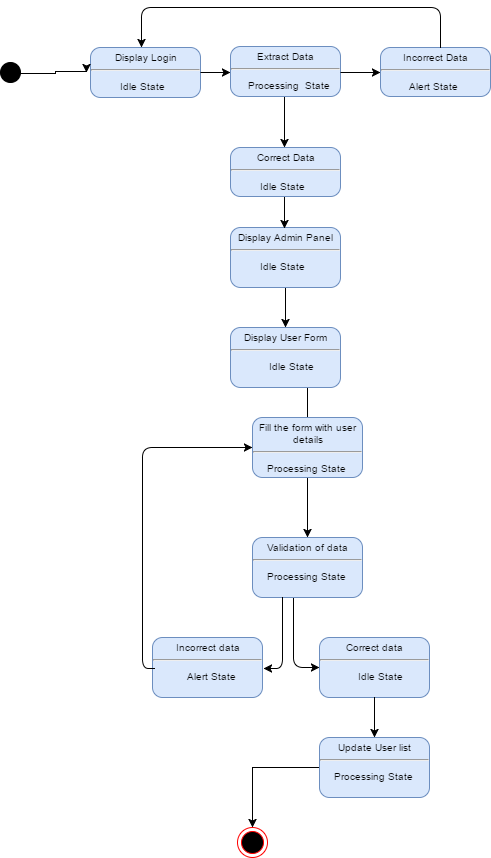 Display Login
Idle State
Extract Data
Processing State
Incorrect Data
Alert State
Correct Data
Idle State
Display Admin Panel
Idle State
Display User Form
Idle State
Fill the form with user
details
Processing State
Validation of data
Processing State
Incorrect data
Alert State
Correct data
Idle State
Update User list
Processing State